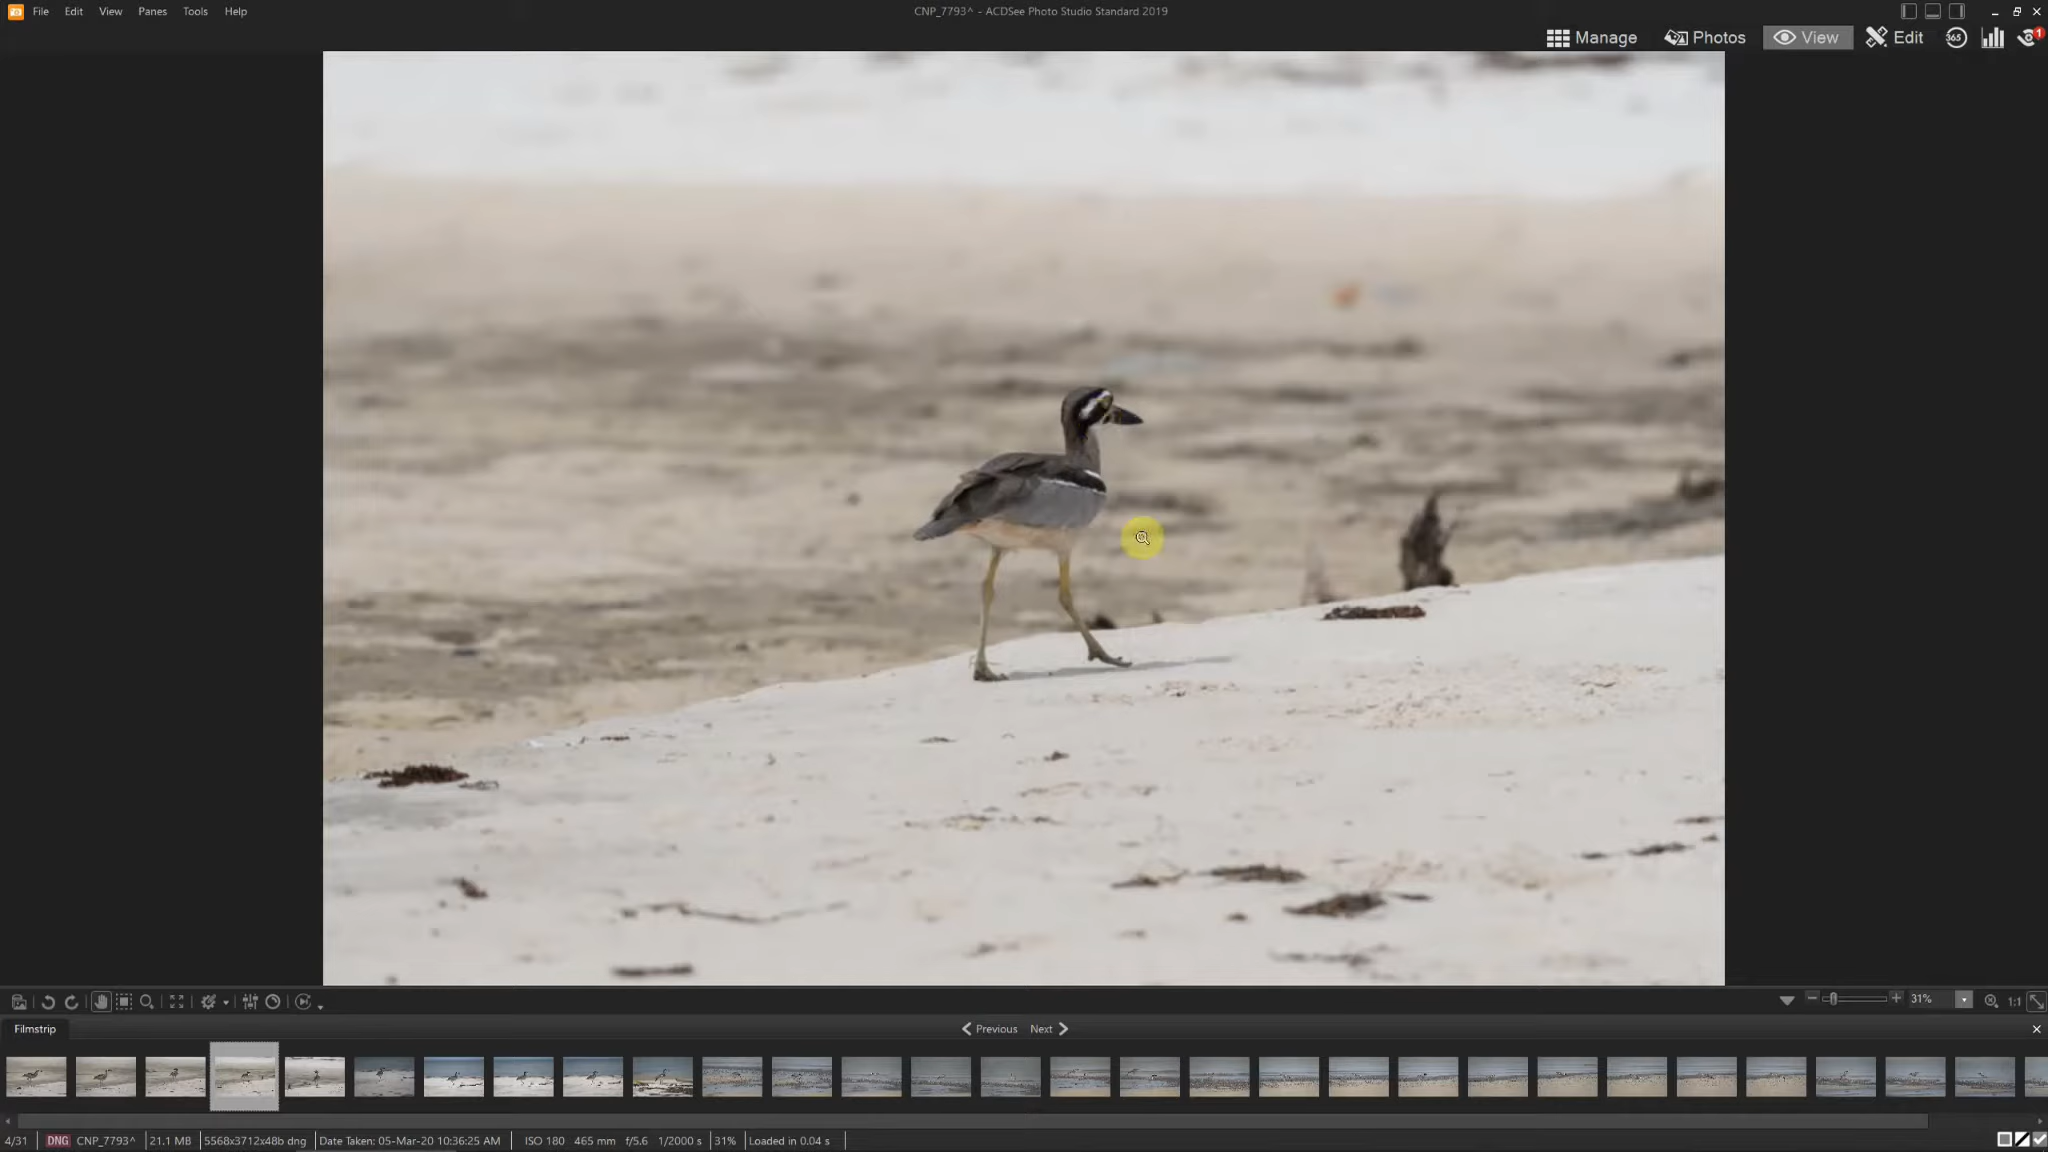 File Edit View Panes Tools Help
CNP_7793^ - ACDSee Photo Studio Standard 2019
Manage Photos View Edit 365 1
31% 1:1
Filmstrip
Previous Next
4/31 DNG CNP_7793^ 21.1 MB 5568x3712x48b dng Date Taken: 05-Mar-20 10:36:25 AM ISO 180 465 mm f/5.6 1/2000 s 31% Loaded in 0.04 s